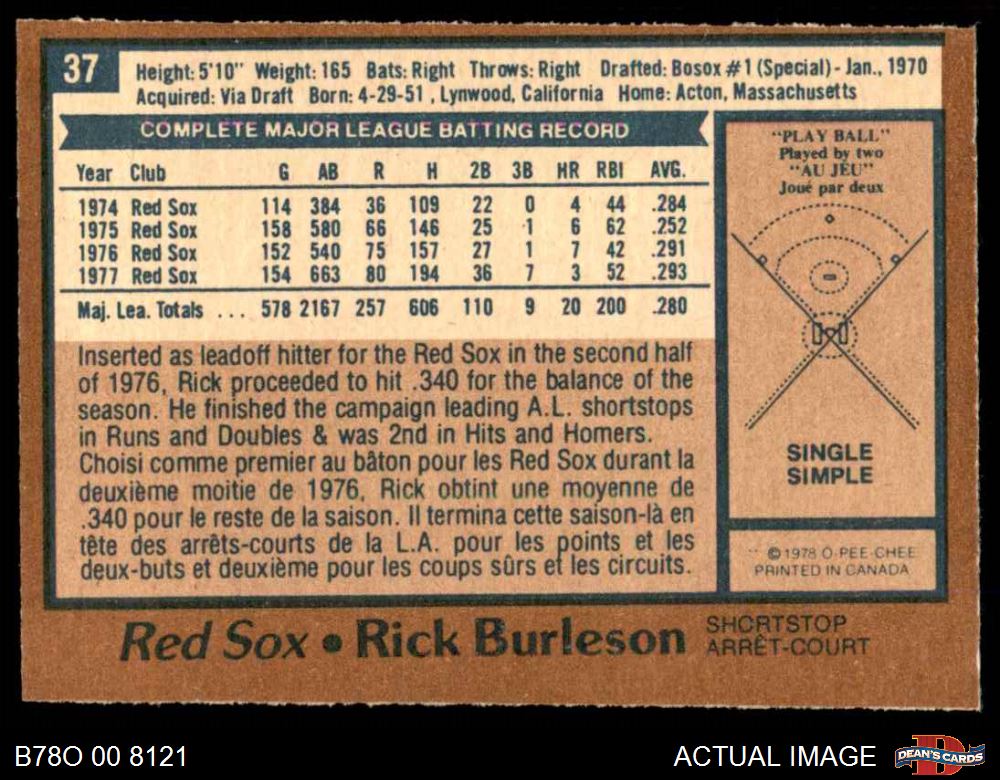 37
Height: 5'10" Weight: 165 Bats: Right Throws: Right Drafted: Bosox #1 (Special) - Jan., 1970
Acquired: Via Draft Born: 4-29-51, Lynwood, California Home: Acton, Massachusetts
COMPLETE MAJOR LEAGUE BATTING RECORD
Year Club G AB R H 2B 3B HR RBI AVG.
1974 Red Sox 114 384 36 109 22 0 4 44 .284
1975 Red Sox 158 580 66 146 25 1 6 62 .252
1976 Red Sox 152 540 75 157 27 1 7 42 .291
1977 Red Sox 154 663 80 194 36 7 3 52 .293
Maj. Lea. Totals ... 578 2167 257 606 110 9 20 200 .280
Inserted as leadoff hitter for the Red Sox in the second half
of 1976, Rick proceeded to hit .340 for the balance of the
season. He finished the campaign leading A.L. shortstops
in Runs and Doubles & was 2nd in Hits and Homers.
Choisi comme premier au bâton pour les Red Sox durant la
deuxième moitie de 1976, Rick obtint une moyenne de
.340 pour le reste de la saison. Il termina cette saison-là en
tête des arrêts-courts de la L.A. pour les points et les
deux-buts et deuxième pour les coups sûrs et les circuits.
"PLAY BALL"
Played by two
"AU JEU"
Joué par deux
SINGLE
SIMPLE
© 1978 O-PEE-CHEE
PRINTED IN CANADA
Red Sox • Rick Burleson
SHORTSTOP
ARRÊT-COURT
B78O 00 8121
ACTUAL IMAGE
DEAN'S CARDS